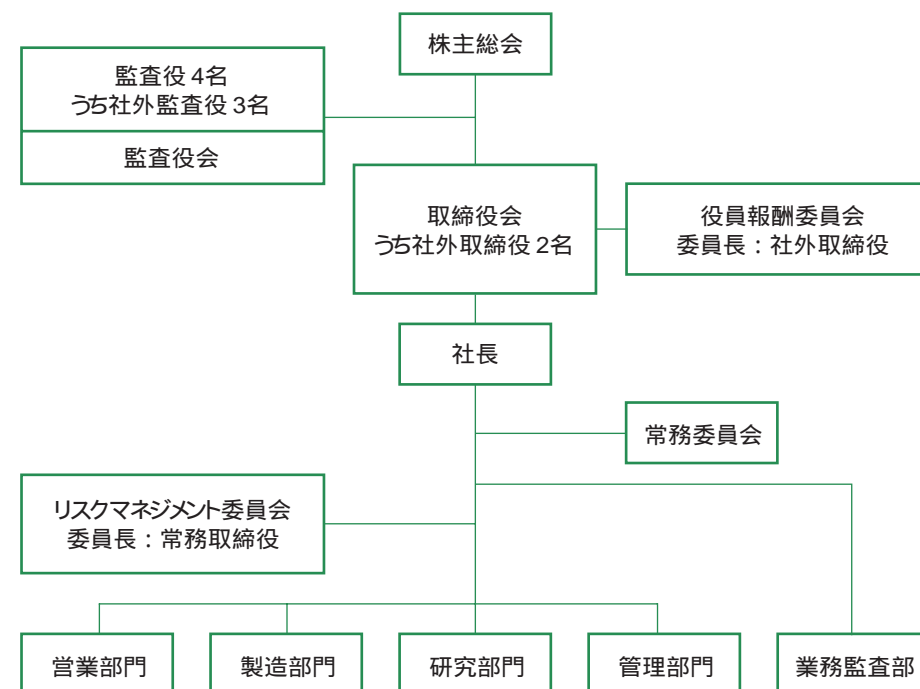 株主総会
監査役 4名
うち社外監査役 3名
監査役会
取締役会
うち社外取締役 2名
役員報酬委員会
委員長：社外取締役
社長
常務委員会
リスクマネジメント委員会
委員長：常務取締役
営業部門
製造部門
研究部門
管理部門
業務監査部